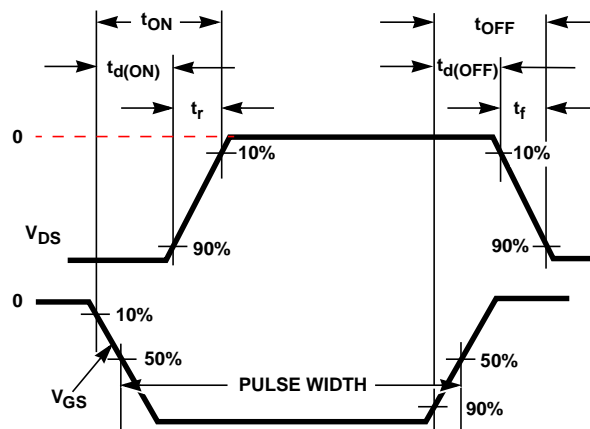 tON
tOFF
td(ON)
td(OFF)
tr
tf
0
10%
10%
VDS
90%
90%
0
10%
50%
50%
VGS
PULSE WIDTH
90%